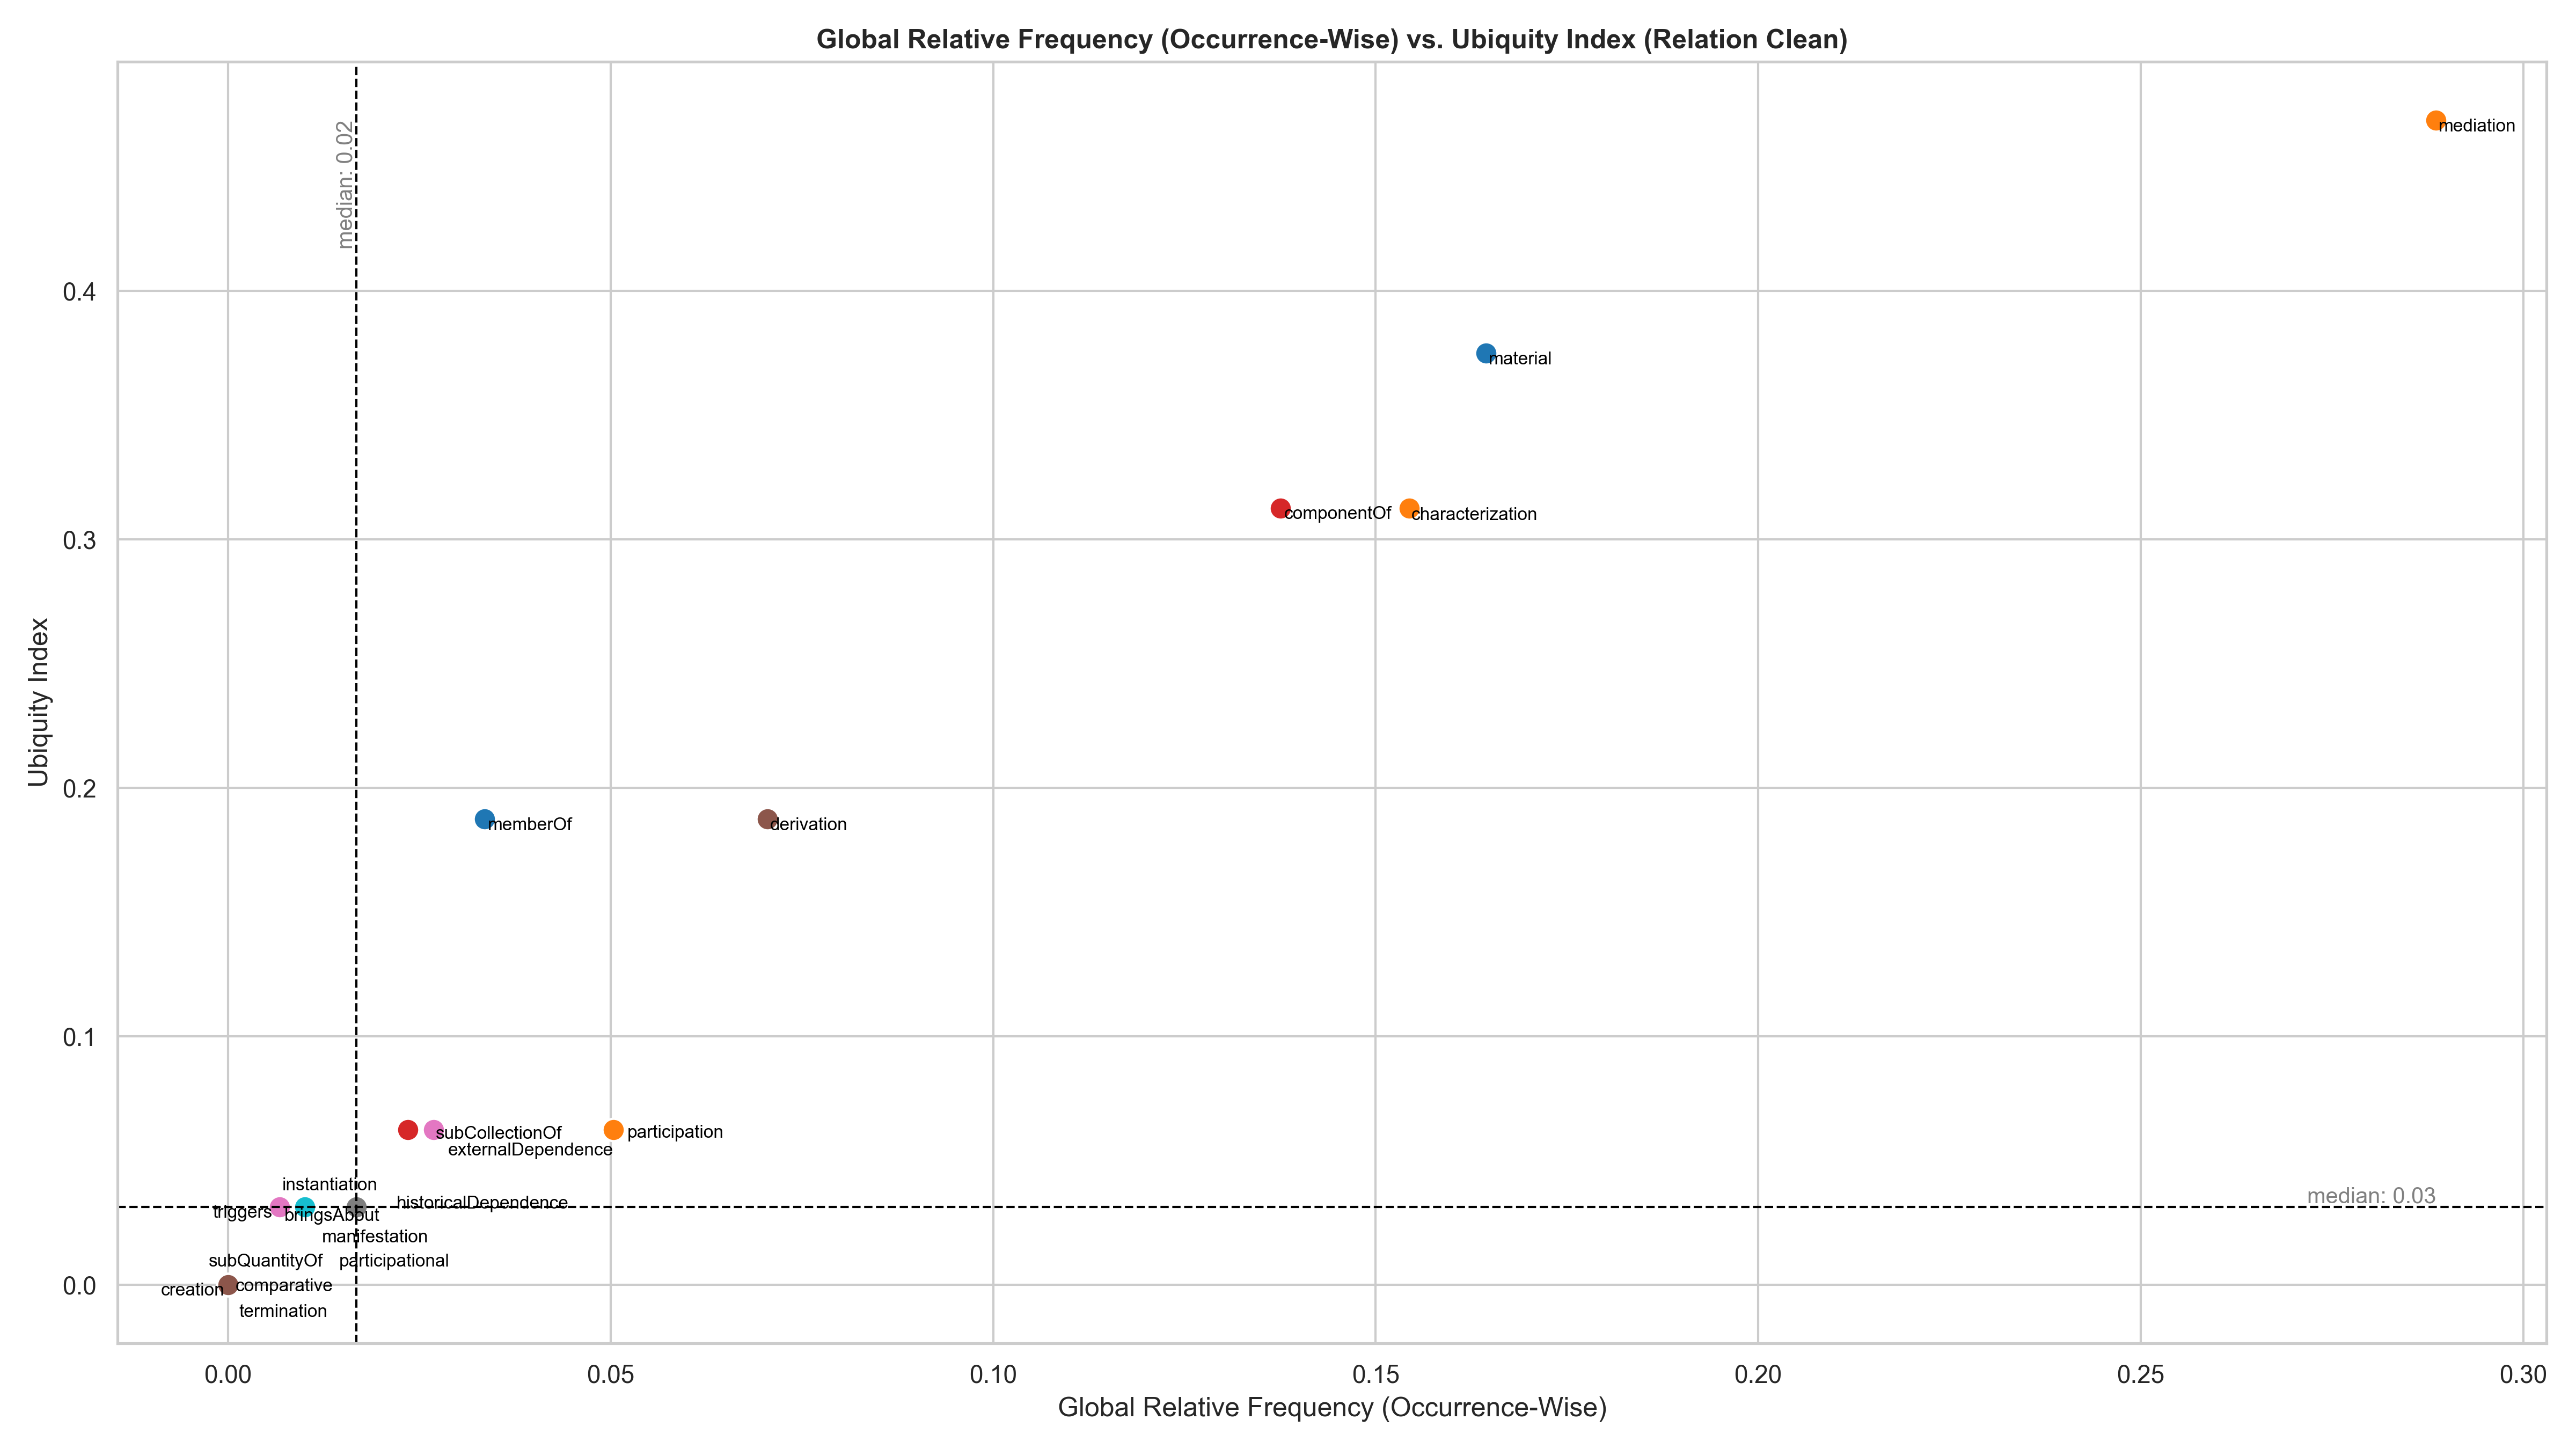 Global Relative Frequency (Occurrence-Wise) vs. Ubiquity Index (Relation Clean)
median: 0.02
mediation
0.4
material
componentOf
characterization
0.3
Ubiquity Index
0.2
memberOf
derivation
0.1
subCollectionOf
participation
externalDependence
instantiation
historicalDependence
median: 0.03
triggers
bringsAbout
manifestation
subQuantityOf
participational
0.0
creation
comparative
termination
0.00
0.05
0.10
0.15
0.20
0.25
0.30
Global Relative Frequency (Occurrence-Wise)